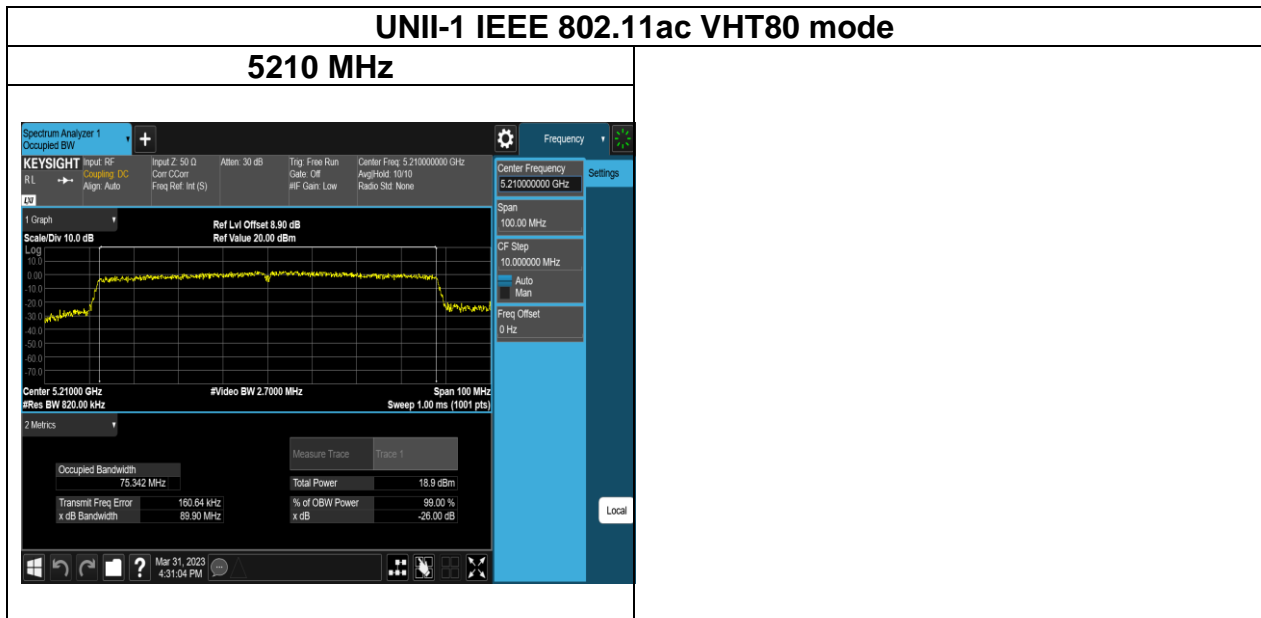 UNII-1 IEEE 802.11ac VHT80 mode
5210 MHz
Spectrum Analyzer 1
Occupied BW
+
Frequency
KEYSIGHT Input: RF Input Z: 50 Ω Atten: 30 dB Trig: Free Run Center Freq: 5.210000000 GHz
RL Coupling: DC Corr CCorr Gate: Off Avg|Hold: 10/10
Align: Auto Freq Ref: Int (S) #IF Gain: Low Radio Std: None
LXI
Center Frequency
5.210000000 GHz
Settings
Span
100.00 MHz
CF Step
10.000000 MHz
Auto
Man
Freq Offset
0 Hz
1 Graph
Ref Lvl Offset 8.90 dB
Scale/Div 10.0 dB Ref Value 20.00 dBm
Log
10.0
0.00
-10.0
-20.0
-30.0
-40.0
-50.0
-60.0
-70.0
Center 5.21000 GHz #Video BW 2.7000 MHz Span 100 MHz
#Res BW 820.00 kHz Sweep 1.00 ms (1001 pts)
2 Metrics
Measure Trace Trace 1
Occupied Bandwidth
75.342 MHz Total Power 18.9 dBm
Transmit Freq Error 160.64 kHz % of OBW Power 99.00 %
x dB Bandwidth 89.90 MHz x dB -26.00 dB
Local
? Mar 31, 2023
4:31:04 PM